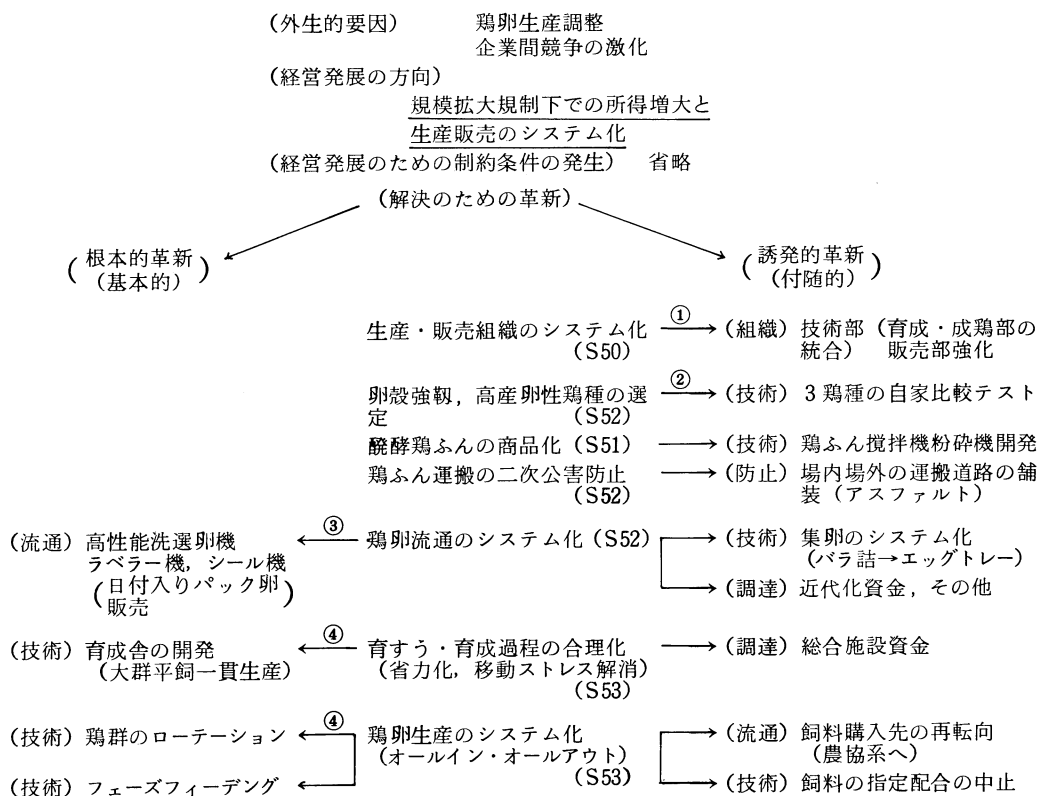 (外生的要因) 鶏卵生産調整
企業間競争の激化
(経営発展の方向)
規模拡大規制下での所得増大と
生産販売のシステム化
(経営発展のための制約条件の発生) 省略
(解決のための革新)
(根本的革新
(基本的))
(誘発的革新
(付随的))
生産・販売組織のシステム化 ① (組織) 技術部 (育成・成鶏部の
(S50) 統合) 販売部強化
卵殻強靱, 高産卵性鶏種の選 ② (技術) 3鶏種の自家比較テスト
定 (S52)
醗酵鶏ふんの商品化 (S51) (技術) 鶏ふん撹拌機粉砕機開発
鶏ふん運搬の二次公害防止 (防止) 場内場外の運搬道路の舗
(S52) 装 (アスファルト)
(流通) 高性能洗選卵機 ③ 鶏卵流通のシステム化 (S52) (技術) 集卵のシステム化
ラベラー機, シール機 (バラ詰→エッグトレー)
(日付入りパック卵 (調達) 近代化資金, その他
販売)
(技術) 育成舎の開発 ④ 育すう・育成過程の合理化 (調達) 総合施設資金
(大群平飼一貫生産) (省力化, 移動ストレス解消)
(S53)
(技術) 鶏群のローテーション ④ 鶏卵生産のシステム化 (流通) 飼料購入先の再転向
(オールイン・オールアウト) (農協系へ)
(技術) フェーズフィーディング (S53) (技術) 飼料の指定配合の中止